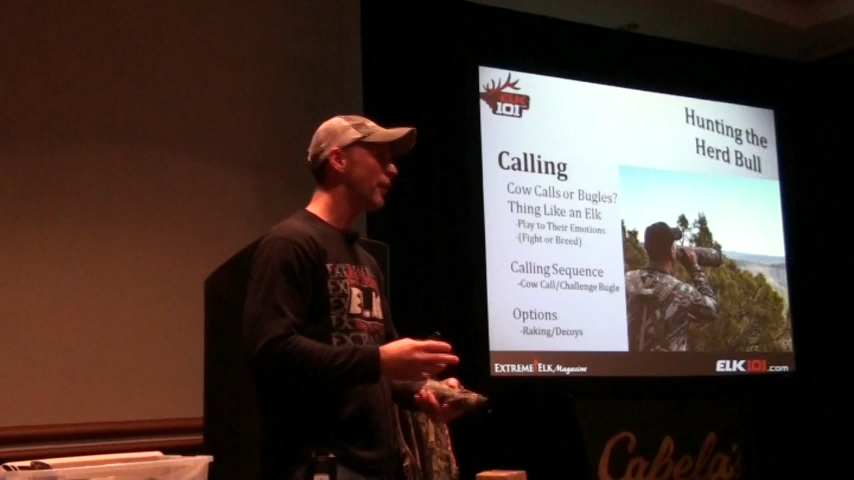 ELK
101
Hunting the
Herd Bull
Calling
Cow Calls or Bugles?
Thing Like an Elk
-Play to Their Emotions
-(Fight or Breed)
Calling Sequence
-Cow Call/Challenge Bugle
Options
-Raking/Decoys
EXTREME ELK Magazine
ELK101.com
ELK
Cabela's